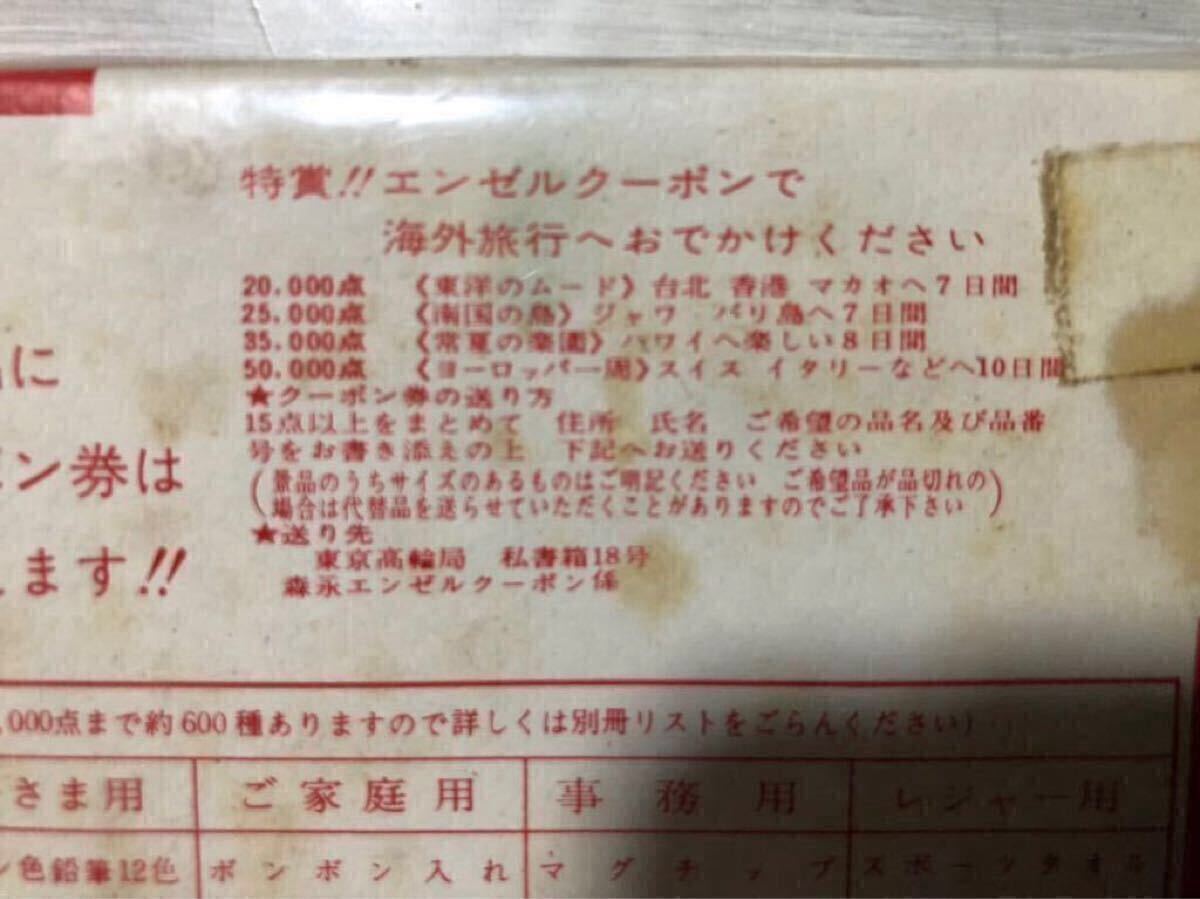 特賞!! エンゼルクーポンで
海外旅行へおでかけください
20,000点 《東洋のムード》台北 香港 マカオへ7日間
25,000点 《南国の島》ジャワ バリ島へ7日間
35,000点 《常夏の楽園》ハワイへ楽しい8日間
50,000点 《ヨーロッパ一周》スイス イタリーなどへ10日間
★クーポン券の送り方
15点以上をまとめて 住所 氏名 ご希望の品名及び品番
号をお書き添えの上 下記へお送りください
(景品のうちサイズのあるものはご明記ください ご希望品が品切れの
場合は代替品を送らせていただくことがありますのでご了承下さい)
★送り先
東京高輪局 私書箱18号
森永エンゼルクーポン係
に
ン券は
ます!!
,000点まで約600種ありますので詳しくは別冊リストをごらんください)
さま用 ご家庭用 事務用 レジャー用
色鉛筆12色 ボンボン入れ マグチップ スポーツタオル